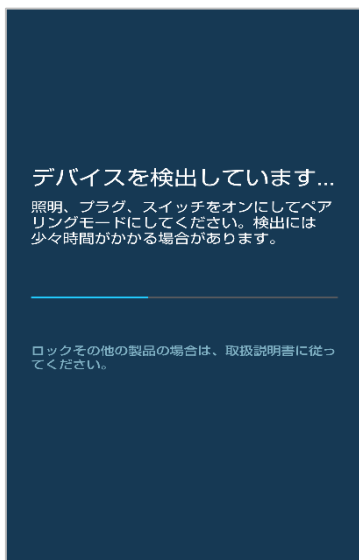 デバイスを検出しています...
照明、プラグ、スイッチをオンにしてペア
リングモードにしてください。検出には
少々時間がかかる場合があります。
ロックその他の製品の場合は、取扱説明書に従っ
てください。